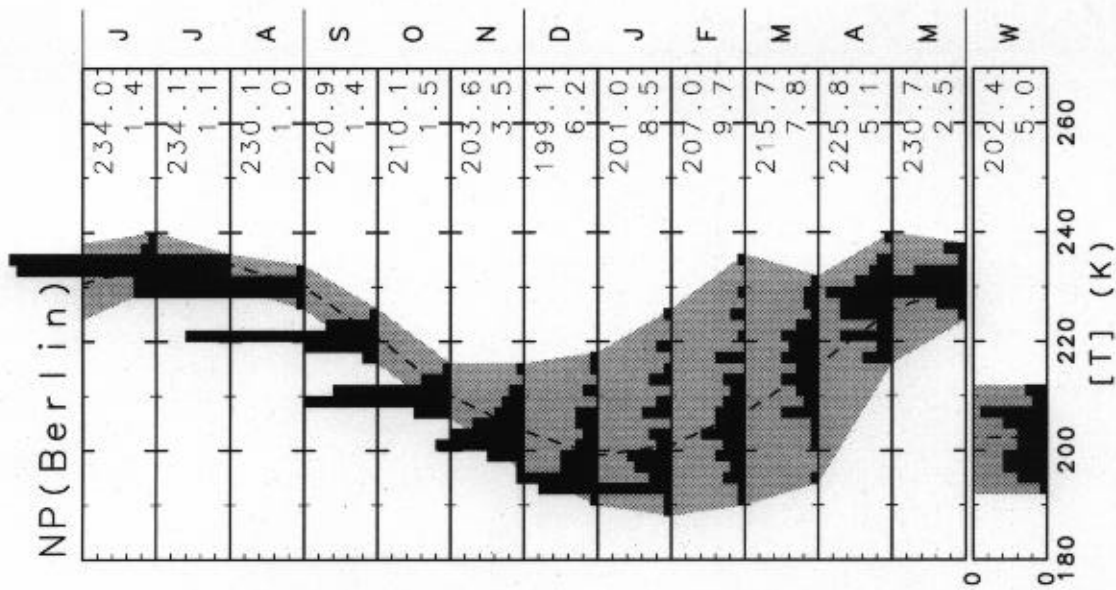 NP(Berlin)
J
J
A
S
O
N
D
J
F
M
A
M
W
234.0
1.4
234.1
1.1
230.1
1.0
220.9
1.4
210.1
1.5
203.6
3.5
199.1
6.2
201.0
8.5
207.0
9.7
215.7
7.8
225.8
5.1
230.7
2.5
202.4
5.0
180
200
220
240
260
[T] (K)
0
0